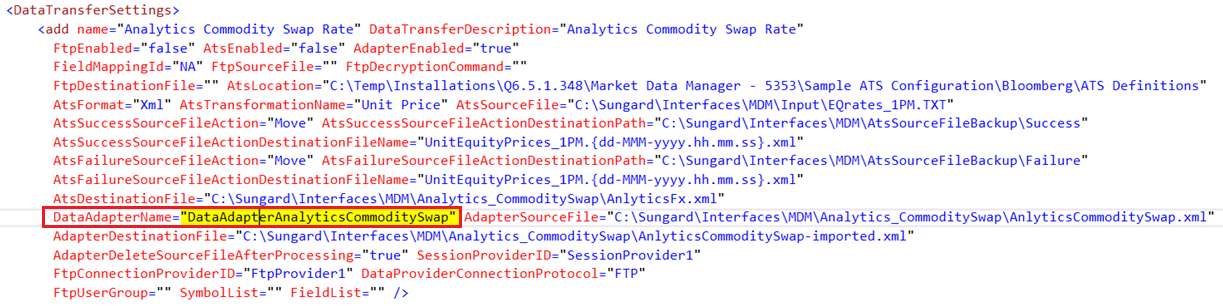 <DataTransferSettings>
<add name="Analytics Commodity Swap Rate" DataTransferDescription="Analytics Commodity Swap Rate"
FtpEnabled="false" AtsEnabled="false" AdapterEnabled="true"
FieldMappingId="NA" FtpSourceFile="" FtpDecryptionCommand=""
FtpDestinationFile="" AtsLocation="C:\Temp\Installations\Q6.5.1.348\Market Data Manager - 5353\Sample ATS Configuration\Bloomberg\ATS Definitions"
AtsFormat="Xml" AtsTransformationName="Unit Price" AtsSourceFile="C:\Sungard\Interfaces\MDM\Input\EQrates_1PM.TXT"
AtsSuccessSourceFileAction="Move" AtsSuccessSourceFileActionDestinationPath="C:\Sungard\Interfaces\MDM\AtsSourceFileBackup\Success"
AtsSuccessSourceFileActionDestinationFileName="UnitEquityPrices_1PM.{dd-MMM-yyyy.hh.mm.ss}.xml"
AtsFailureSourceFileAction="Move" AtsFailureSourceFileActionDestinationPath="C:\Sungard\Interfaces\MDM\AtsSourceFileBackup\Failure"
AtsFailureSourceFileActionDestinationFileName="UnitEquityPrices_1PM.{dd-MMM-yyyy.hh.mm.ss}.xml"
AtsDestinationFile="C:\Sungard\Interfaces\MDM\Analytics_CommoditySwap\AnlyticsFx.xml"
DataAdapterName="DataAdapterAnalyticsCommoditySwap" AdapterSourceFile="C:\Sungard\Interfaces\MDM\Analytics_CommoditySwap\AnlyticsCommoditySwap.xml"
AdapterDestinationFile="C:\Sungard\Interfaces\MDM\Analytics_CommoditySwap\AnlyticsCommoditySwap-imported.xml"
AdapterDeleteSourceFileAfterProcessing="true" SessionProviderID="SessionProvider1"
FtpConnectionProviderID="FtpProvider1" DataProviderConnectionProtocol="FTP"
FtpUserGroup="" SymbolList="" FieldList="" />